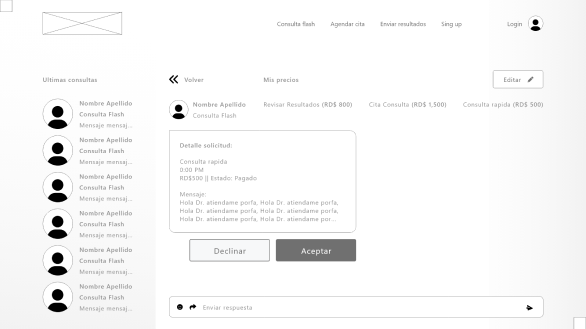 Consulta flash
Agendar cita
Enviar resultados
Sing up
Login
Ultimas consultas
Volver
Mis precios
Editar
Nombre Apellido
Consulta Flash
Mensaje mensaj...
Nombre Apellido
Consulta Flash
Mensaje mensaj...
Nombre Apellido
Consulta Flash
Mensaje mensaj...
Nombre Apellido
Consulta Flash
Mensaje mensaj...
Nombre Apellido
Consulta Flash
Mensaje mensaj...
Nombre Apellido
Consulta Flash
Mensaje mensaj...
Nombre Apellido
Consulta Flash
Revisar Resultados (RD$ 800)
Cita Consulta (RD$ 1,500)
Consulta rapida (RD$ 500)
Detalle solicitud:
Consulta rapida
0:00 PM
RD$500 || Estado: Pagado
Mensaje:
Hola Dr. atiendame porfa, Hola Dr. atiendame porfa,
Hola Dr. atiendame porfa, Hola Dr. atiendame porfa,
Hola Dr. atiendame porfa, Hola Dr. atiendame por...
Declinar
Aceptar
Enviar respuesta